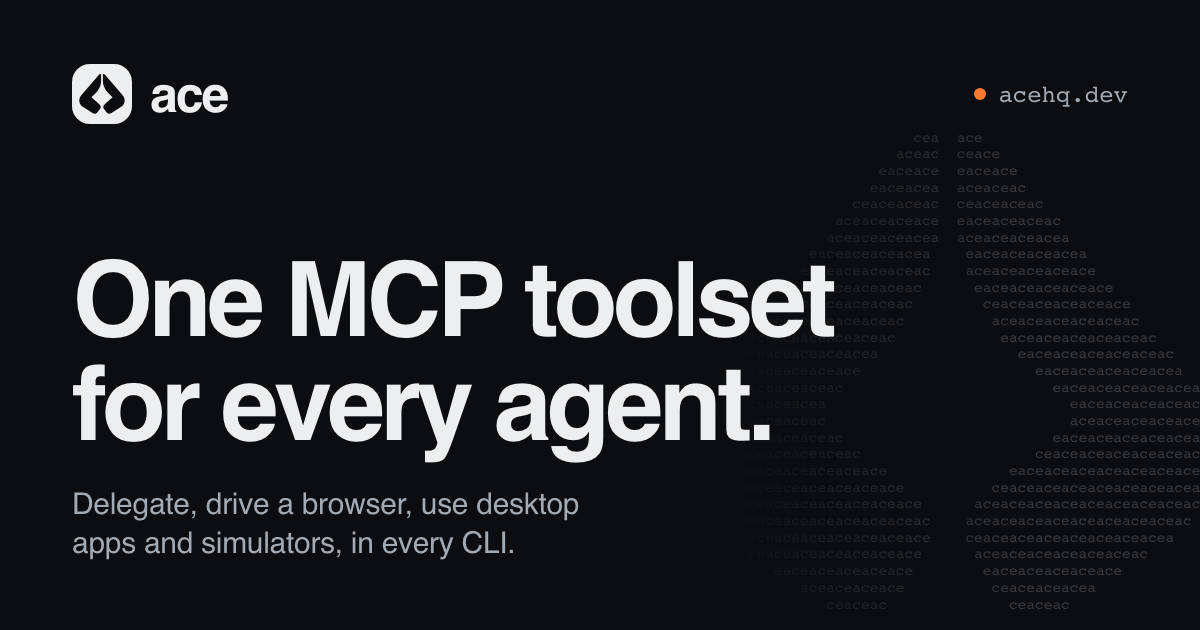 ace
acehq.dev
One MCP toolset
for every agent.
Delegate, drive a browser, use desktop
apps and simulators, in every CLI.